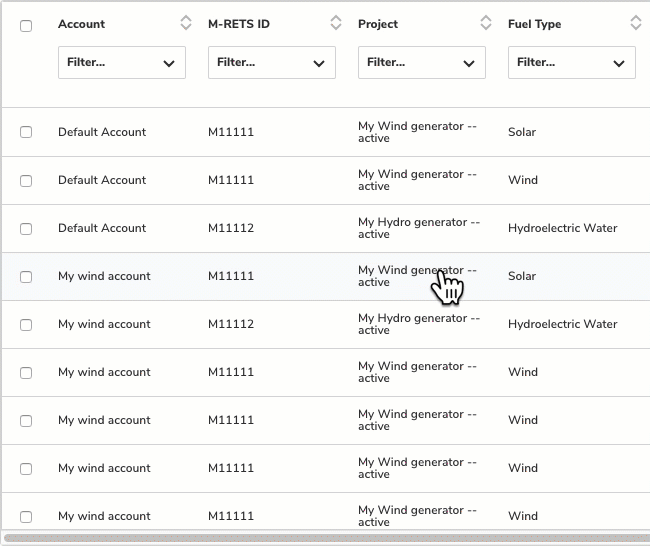 Account M-RETS ID Project Fuel Type
Filter... Filter... Filter... Filter...
Default Account M11111 My Wind generator -- active Solar
Default Account M11111 My Wind generator -- active Wind
Default Account M11112 My Hydro generator -- active Hydroelectric Water
My wind account M11111 My Wind generator -- active Solar
My wind account M11112 My Hydro generator -- active Hydroelectric Water
My wind account M11111 My Wind generator -- active Wind
My wind account M11111 My Wind generator -- active Wind
My wind account M11111 My Wind generator -- active Wind
My wind account M11111 My Wind generator -- active Wind